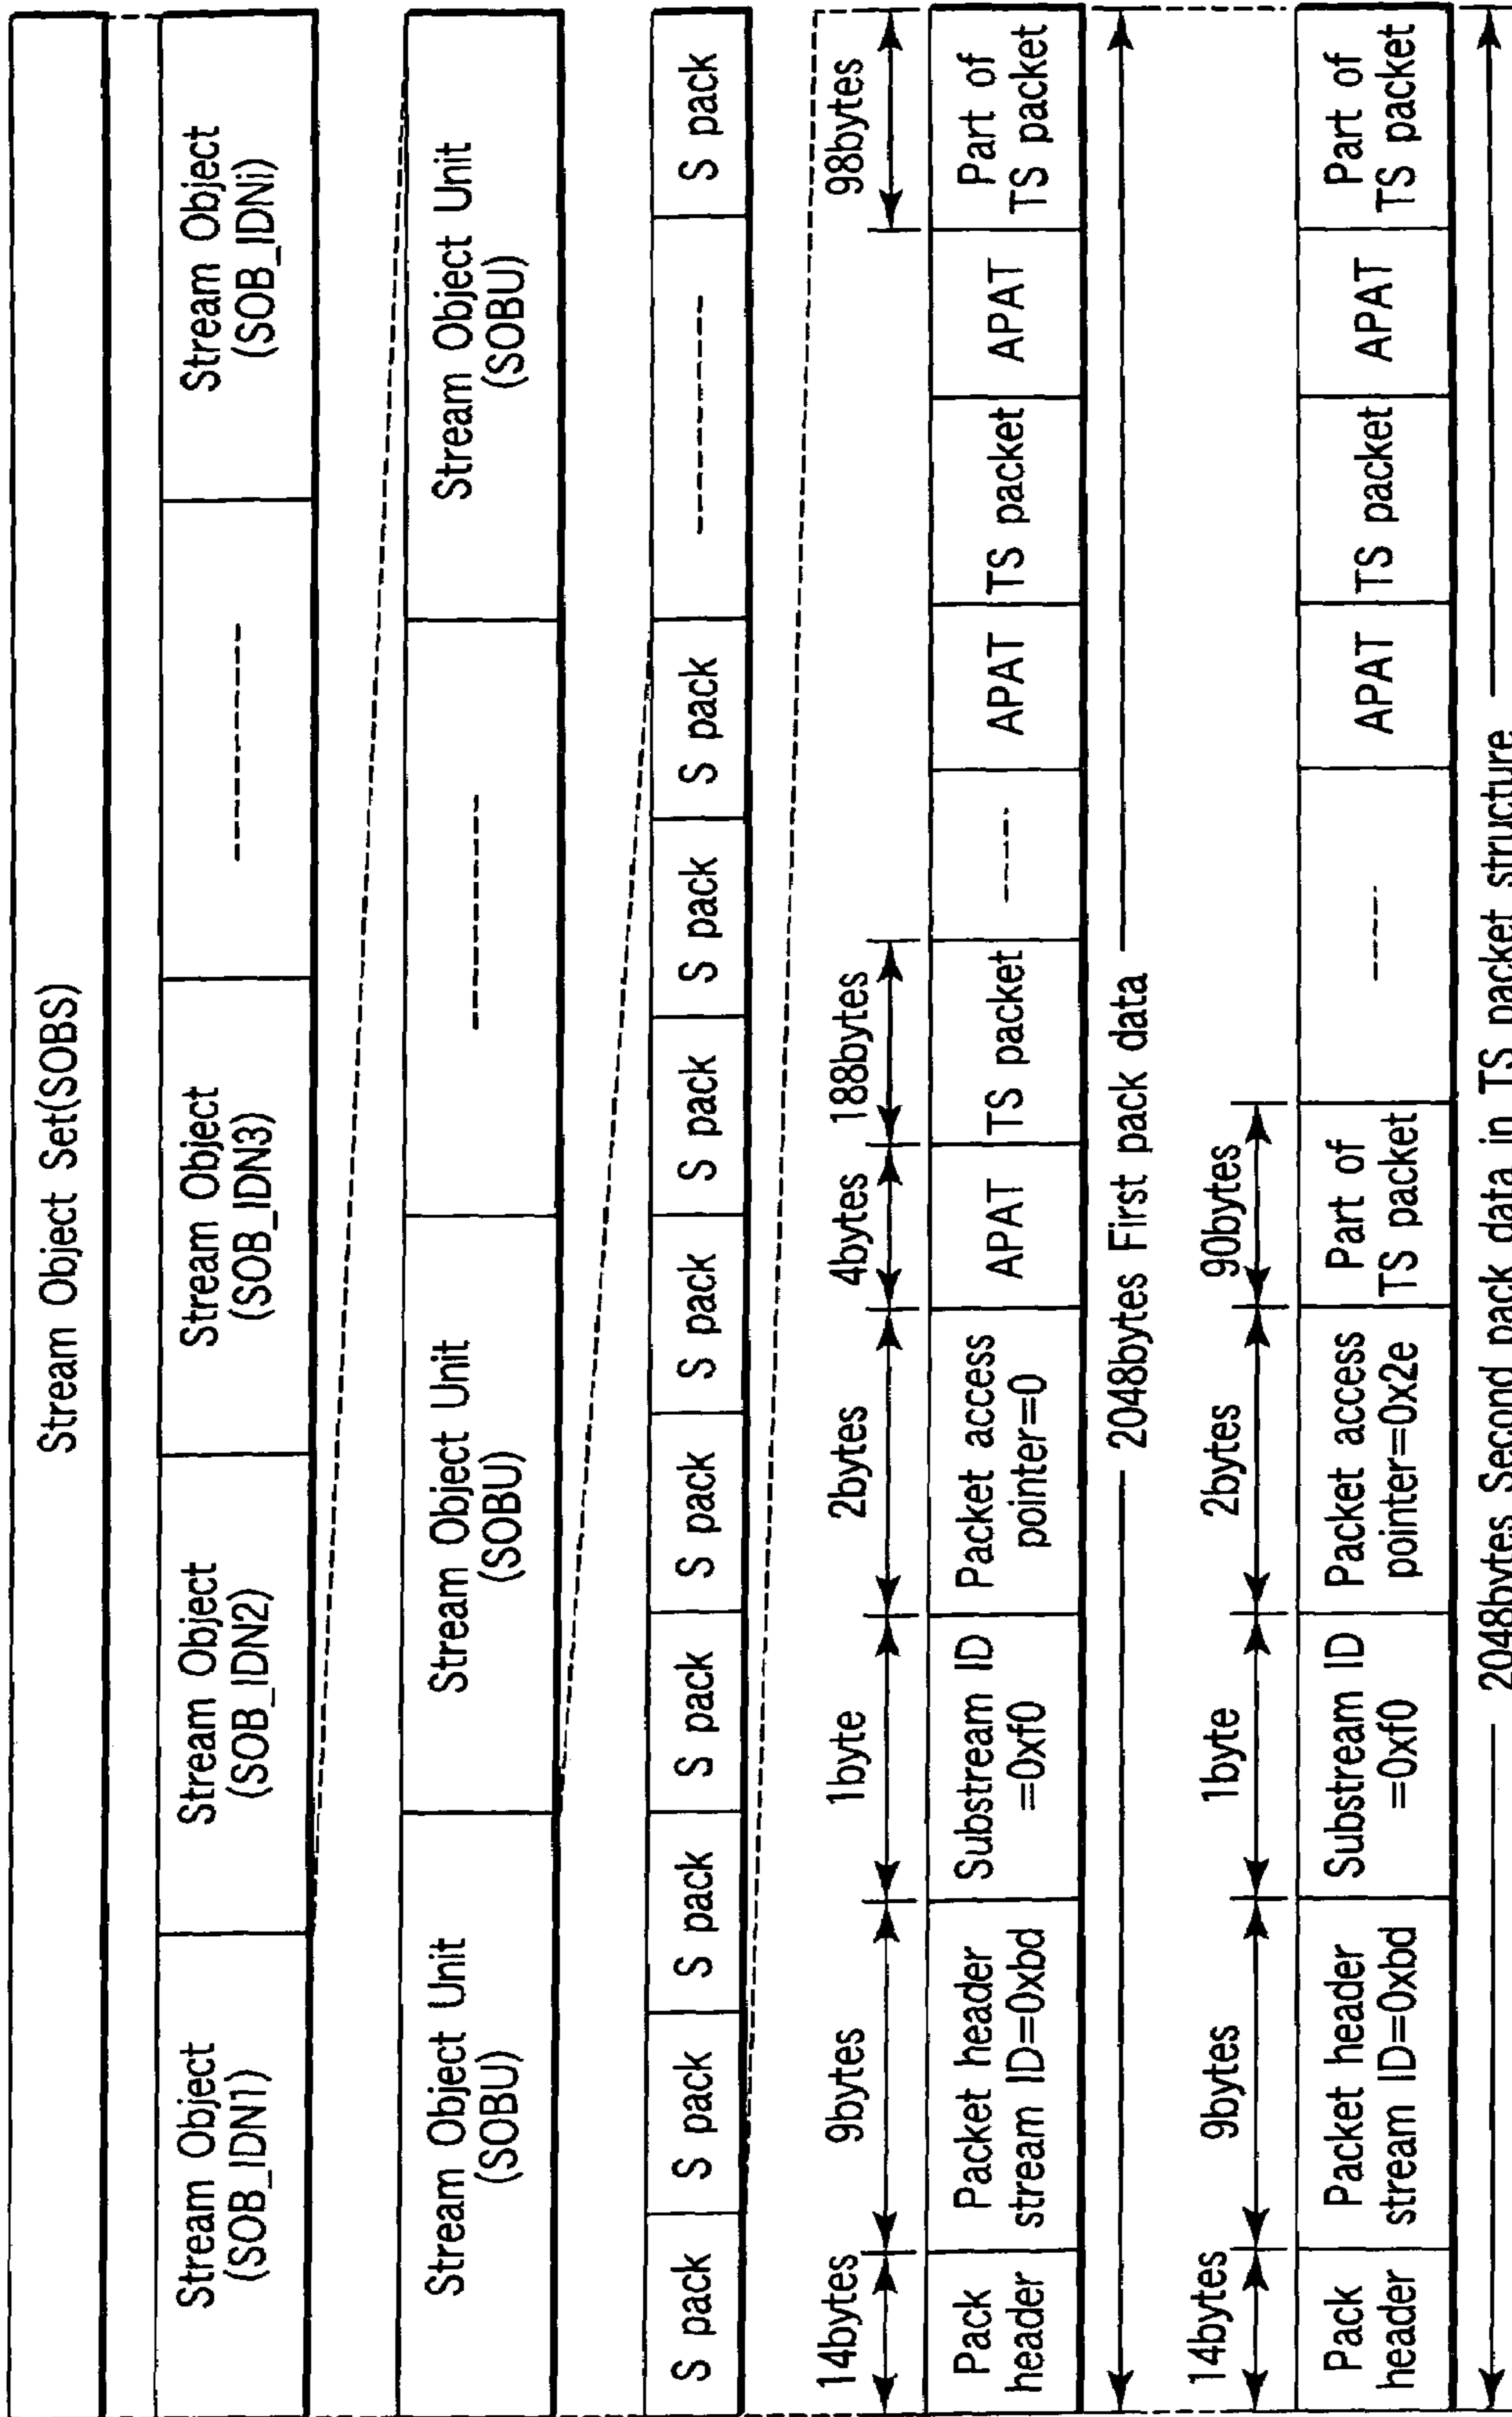 Stream Object Set(SOBS)
Stream Object
(SOB_IDN1)
Stream Object
(SOB_IDN2)
Stream Object
(SOB_IDN3)
Stream Object
(SOB_IDNi)
Stream Object Unit
(SOBU)
Stream Object Unit
(SOBU)
Stream Object Unit
(SOBU)
S pack
S pack
S pack
S pack
S pack
S pack
S pack
S pack
S pack
S pack
14bytes
9bytes
1byte
2bytes
4bytes
188bytes
98bytes
Pack
header
Packet header
stream ID=0xbd
Substream ID
=0xf0
Packet access
pointer=0
APAT
TS packet
APAT
TS packet
APAT
Part of
TS packet
2048bytes First pack data
14bytes
9bytes
1byte
2bytes
90bytes
Pack
header
Packet header
stream ID=0xbd
Substream ID
=0xf0
Packet access
pointer=0x2e
Part of
TS packet
APAT
TS packet
APAT
Part of
TS packet
2048bytes Second pack data in TS packet structure